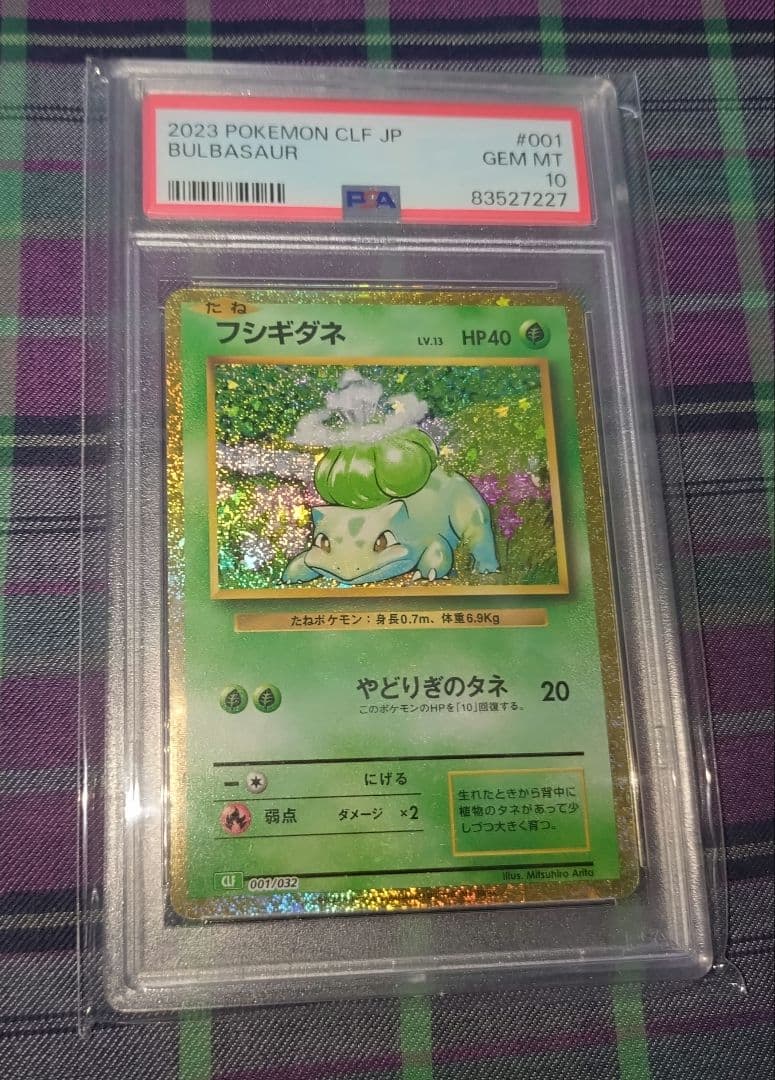 2023 POKEMON CLF JP #001
BULBASAUR GEM MT
10
PSA 83527227
たね
フシギダネ LV.13 HP40
たねポケモン：身長0.7m、体重6.9Kg
やどりぎのタネ 20
このポケモンのHPを「10」回復する。
にげる
弱点 ダメージ ×2
生れたときから背中に
植物のタネがあって少
しづつ大きく育つ。
CLF 001/032
Illus. Mitsuhiro Arita